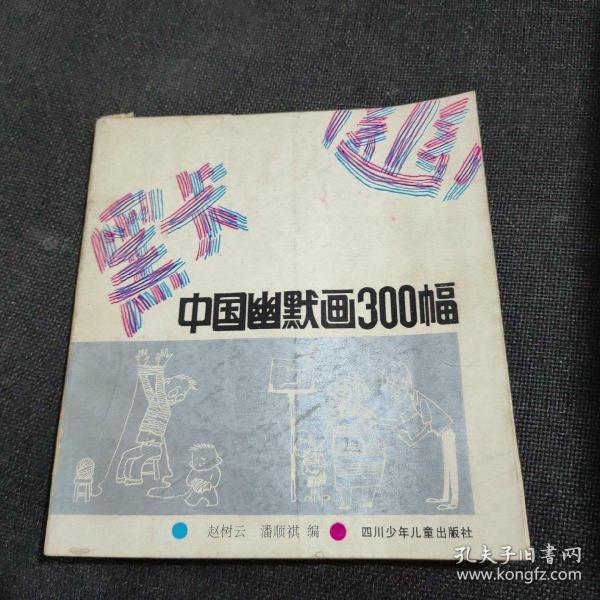 幽
默
中国幽默画300幅
赵树云 潘顺祺 编
四川少年儿童出版社
孔夫子旧書网
www.kongfz.com